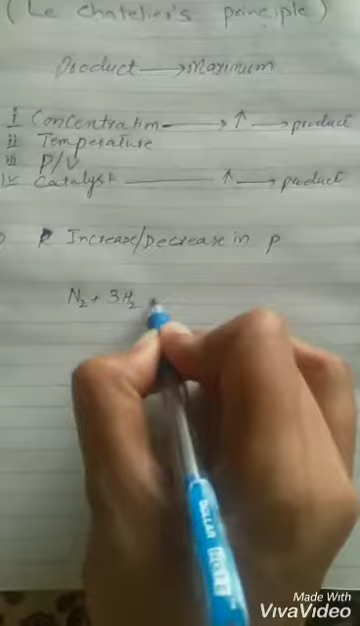 (Le Chatelier's principle)
Product → Maximum
i Concentration → ↑ → product
ii Temperature
iii P/V
iv Catalyst → ↑ → product
Increase/Decrease in P
N₂ + 3H₂
DOLLAR
Made With
VivaVideo